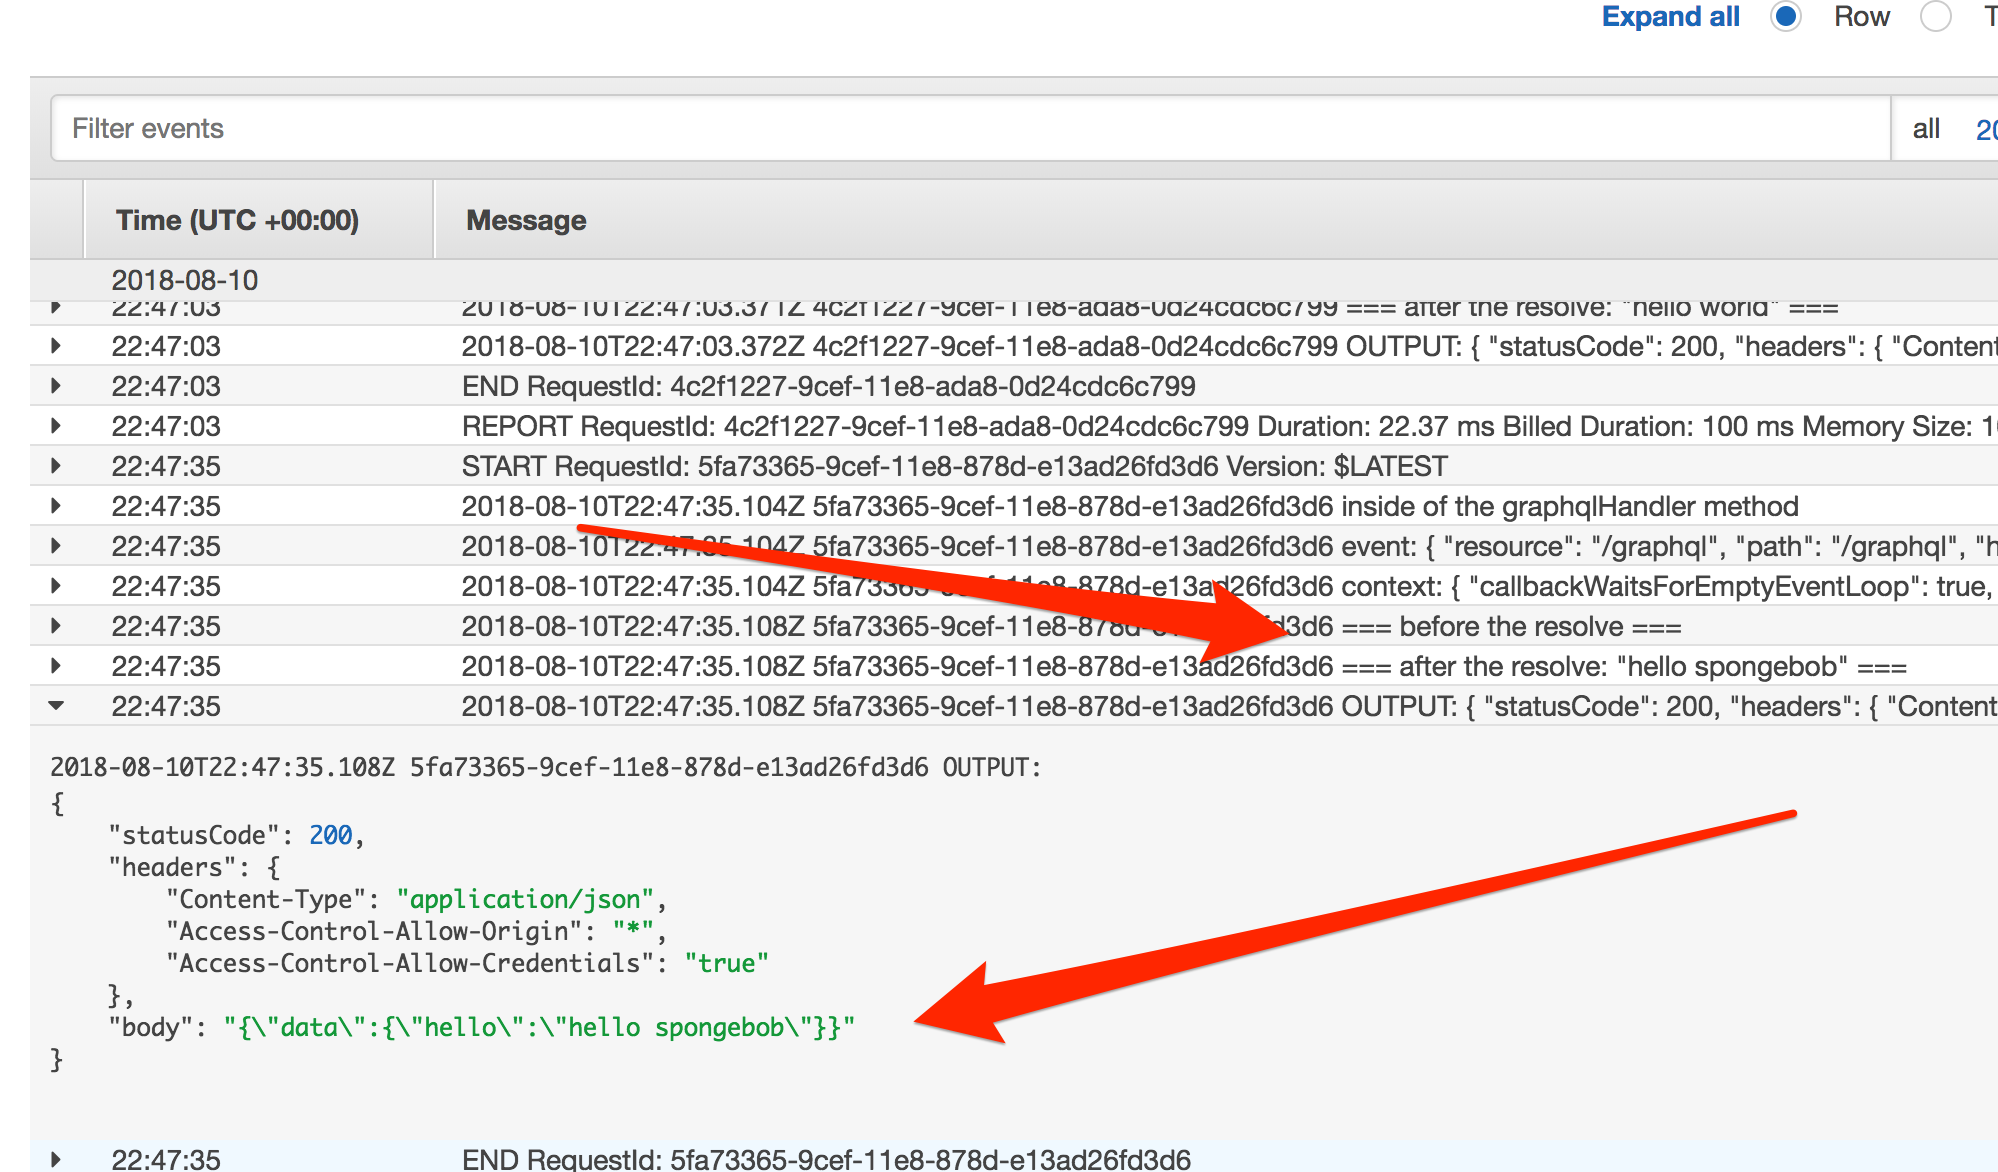 Expand all Row T
Filter events all 20
Time (UTC +00:00) Message
2018-08-10
22:47:03 2018-08-10T22:47:03.371Z 4c2f1227-9cef-11e8-ada8-0d24cdc6c799 === after the resolve: "hello world" ===
22:47:03 2018-08-10T22:47:03.372Z 4c2f1227-9cef-11e8-ada8-0d24cdc6c799 OUTPUT: { "statusCode": 200, "headers": { "Content
22:47:03 END RequestId: 4c2f1227-9cef-11e8-ada8-0d24cdc6c799
22:47:03 REPORT RequestId: 4c2f1227-9cef-11e8-ada8-0d24cdc6c799 Duration: 22.37 ms Billed Duration: 100 ms Memory Size: 1
22:47:35 START RequestId: 5fa73365-9cef-11e8-878d-e13ad26fd3d6 Version: $LATEST
22:47:35 2018-08-10T22:47:35.104Z 5fa73365-9cef-11e8-878d-e13ad26fd3d6 inside of the graphqlHandler method
22:47:35 2018-08-10T22:47:35.104Z 5fa73365-9cef-11e8-878d-e13ad26fd3d6 event: { "resource": "/graphql", "path": "/graphql", "h
22:47:35 2018-08-10T22:47:35.104Z 5fa73365-9cef-11e8-878d-e13ad26fd3d6 context: { "callbackWaitsForEmptyEventLoop": true,
22:47:35 2018-08-10T22:47:35.108Z 5fa73365-9cef-11e8-878d-e13ad26fd3d6 === before the resolve ===
22:47:35 2018-08-10T22:47:35.108Z 5fa73365-9cef-11e8-878d-e13ad26fd3d6 === after the resolve: "hello spongebob" ===
22:47:35 2018-08-10T22:47:35.108Z 5fa73365-9cef-11e8-878d-e13ad26fd3d6 OUTPUT: { "statusCode": 200, "headers": { "Content
2018-08-10T22:47:35.108Z 5fa73365-9cef-11e8-878d-e13ad26fd3d6 OUTPUT:
{
"statusCode": 200,
"headers": {
"Content-Type": "application/json",
"Access-Control-Allow-Origin": "*",
"Access-Control-Allow-Credentials": "true"
},
"body": "{\"data\":{\"hello\":\"hello spongebob\"}}"
}
22:47:35 END RequestId: 5fa73365-9cef-11e8-878d-e13ad26fd3d6